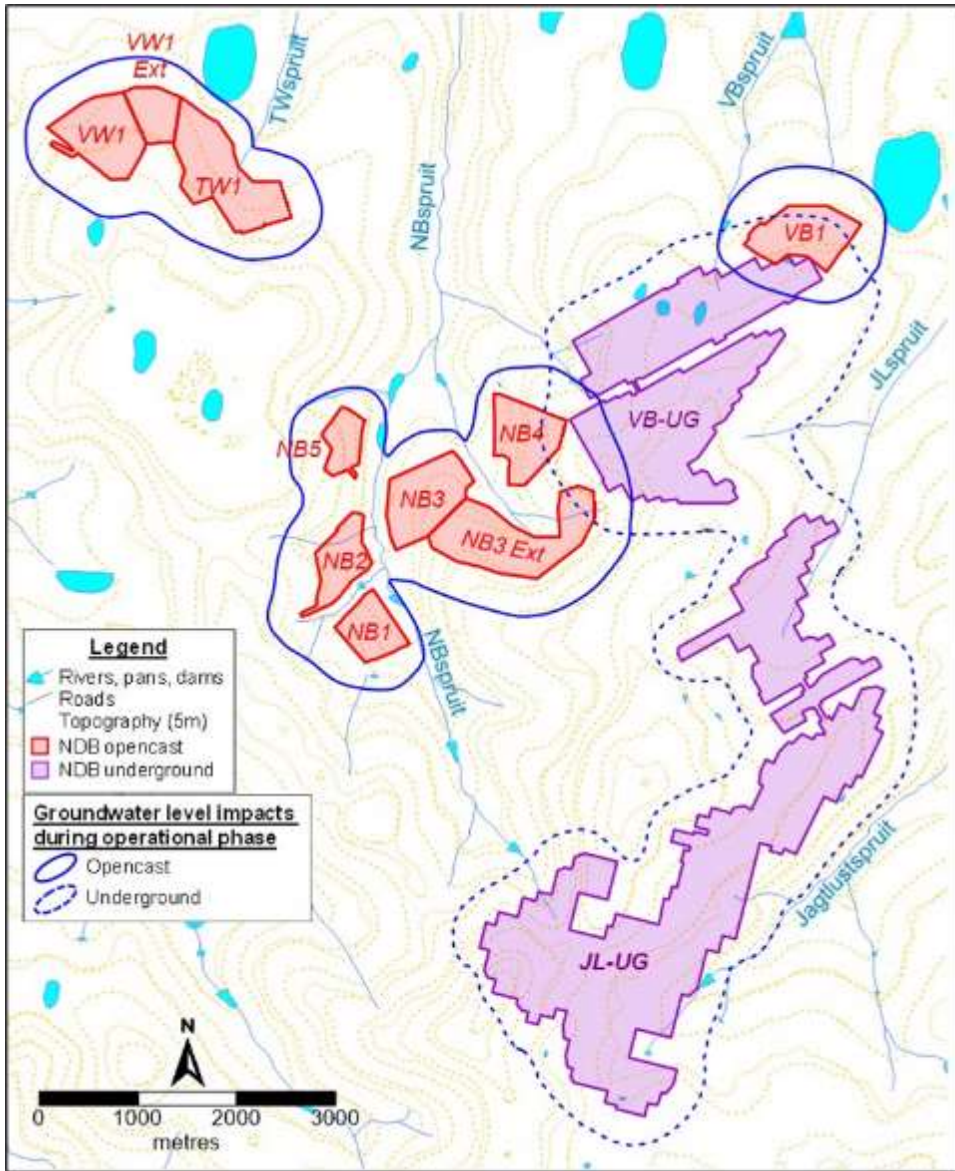 VW1
Ext
TWspruit
VBspruit
VW1
TW1
NBspruit
VB1
JLspruit
VB-UG
NB4
NB5
NB3
NB3 Ext
NB2
NB1
NBspruit
Legend
Rivers, pans, dams
Roads
Topography (5m)
NDB opencast
NDB underground
Groundwater level impacts
during operational phase
Opencast
Underground
Jagtlustspruit
JL-UG
N
0 1000 2000 3000
metres